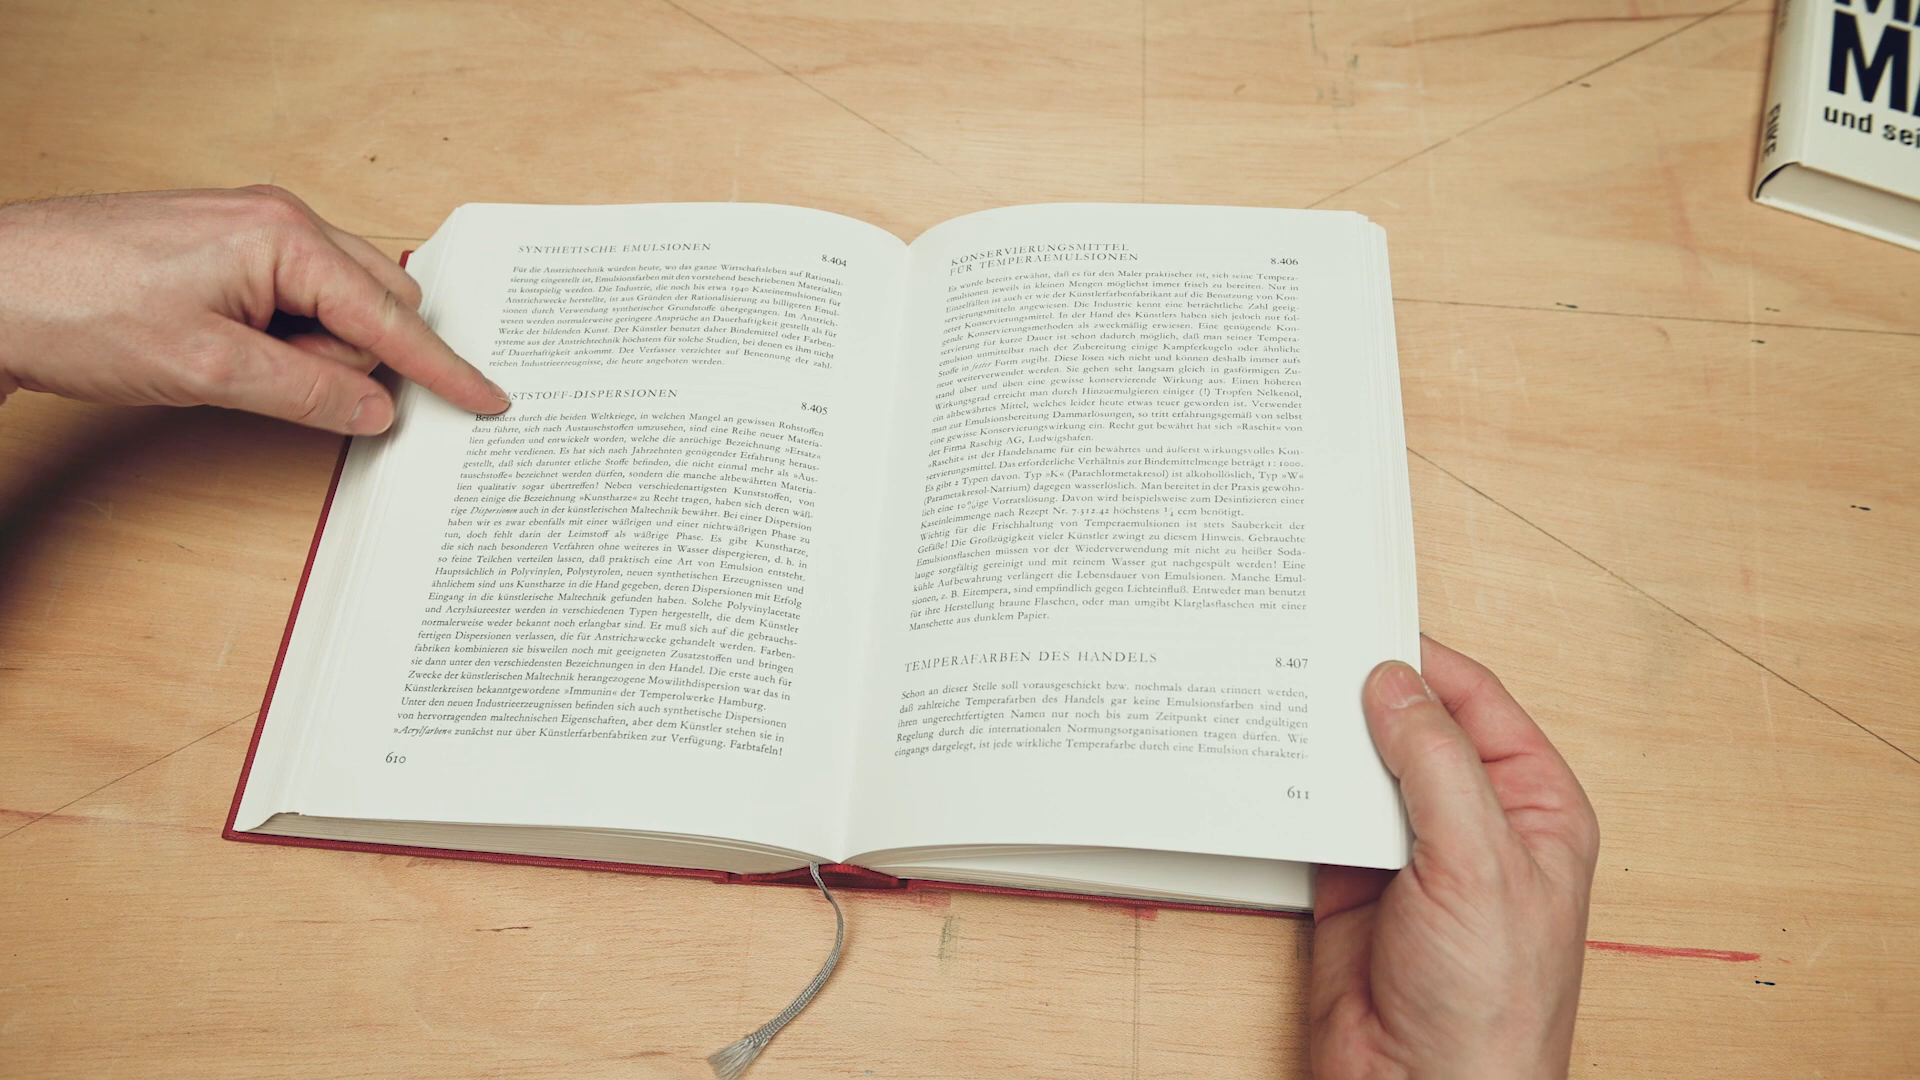 SYNTHETISCHE EMULSIONEN
8.404
Für die Anstrichtechnik würden heute, wo das ganze Wirtschaftsleben auf Rationali-
sierung eingestellt ist, Emulsionsfarben mit den vorstehend beschriebenen Materialien
zu kostspielig werden. Die Industrie, die noch bis etwa 1940 Kaseinemulsionen für
Anstrichzwecke herstellte, ist aus Gründen der Rationalisierung zu billigeren Emul-
sionen durch Verwendung synthetischer Grundstoffe übergegangen. Im Anstrich-
wesen werden normalerweise geringere Ansprüche an Dauerhaftigkeit gestellt als für
Werke der bildenden Kunst. Der Künstler benutzt daher Bindemittel oder Farben-
systeme aus der Anstrichtechnik höchstens für solche Studien, bei denen es ihm nicht
auf Dauerhaftigkeit ankommt. Der Verfasser verzichtet auf Benennung der zahl-
reichen Industrieerzeugnisse, die heute angeboten werden.
STSTOFF-DISPERSIONEN
8.405
Besonders durch die beiden Weltkriege, in welchen Mangel an gewissen Rohstoffen
dazu führte, sich nach Austauschstoffen umzusehen, sind eine Reihe neuer Materia-
lien gefunden und entwickelt worden, welche die anrüchige Bezeichnung »Ersatz«
nicht mehr verdienen. Es hat sich nach Jahrzehnten genügender Erfahrung heraus-
gestellt, daß sich darunter etliche Stoffe befinden, die nicht einmal mehr als »Aus-
tauschstoffe« bezeichnet werden dürfen, sondern die manche altbewährten Materia-
lien qualitativ sogar übertreffen! Neben verschiedenartigsten Kunststoffen, von
denen einige die Bezeichnung »Kunstharze« zu Recht tragen, haben sich deren wäß-
rige Dispersionen auch in der künstlerischen Maltechnik bewährt. Bei einer Dispersion
haben wir es zwar ebenfalls mit einer wäßrigen und einer nichtwäßrigen Phase zu
tun, doch fehlt darin der Leimstoff als wäßrige Phase. Es gibt Kunstharze,
die sich nach besonderen Verfahren ohne weiteres in Wasser dispergieren, d. h. in
so feine Teilchen verteilen lassen, daß praktisch eine Art von Emulsion entsteht.
Hauptsächlich in Polyvinylen, Polystyrolen, neuen synthetischen Erzeugnissen und
ähnlichem sind uns Kunstharze in die Hand gegeben, deren Dispersionen mit Erfolg
Eingang in die künstlerische Maltechnik gefunden haben. Solche Polyvinylacetate
und Acrylsäureester werden in verschiedenen Typen hergestellt, die dem Künstler
normalerweise weder bekannt noch erlangbar sind. Er muß sich auf die gebrauchs-
fertigen Dispersionen verlassen, die für Anstrichzwecke gehandelt werden. Farben-
fabriken kombinieren sie bisweilen noch mit geeigneten Zusatzstoffen und bringen
sie dann unter den verschiedensten Bezeichnungen in den Handel. Die erste auch für
Zwecke der künstlerischen Maltechnik herangezogene Mowilithdispersion war das in
Künstlerkreisen bekanntgewordene »Immunin« der Temperolwerke Hamburg.
Unter den neuen Industrieerzeugnissen befinden sich auch synthetische Dispersionen
von hervorragenden maltechnischen Eigenschaften, aber dem Künstler stehen sie in
»Acrylfarben« zunächst nur über Künstlerfarbenfabriken zur Verfügung. Farbtafeln!
610
KONSERVIERUNGSMITTEL
FÜR TEMPERAEMULSIONEN
8.406
Es wurde bereits erwähnt, daß es für den Maler praktischer ist, sich seine Tempera-
emulsionen jeweils in kleinen Mengen möglichst immer frisch zu bereiten. Nur in
Einzelfällen ist auch er wie der Künstlerfarbenfabrikant auf die Benutzung von Kon-
servierungsmitteln angewiesen. Die Industrie kennt eine beträchtliche Zahl geeig-
neter Konservierungsmittel. In der Hand des Künstlers haben sich jedoch nur fol-
gende Konservierungsmethoden als zweckmäßig erwiesen. Eine genügende Kon-
servierung für kurze Dauer ist schon dadurch möglich, daß man seiner Tempera-
emulsion unmittelbar nach der Zubereitung einige Kampferkugeln oder ähnliche
Stoffe in fester Form zugibt. Diese lösen sich nicht und können deshalb immer aufs
neue weiterverwendet werden. Sie gehen sehr langsam gleich in gasförmigen Zu-
stand über und üben eine gewisse konservierende Wirkung aus. Einen höheren
Wirkungsgrad erreicht man durch Hinzuemulgieren einiger (!) Tropfen Nelkenöl,
ein altbewährtes Mittel, welches leider heute etwas teuer geworden ist. Verwendet
man zur Emulsionsbereitung Dammarlösungen, so tritt erfahrungsgemäß von selbst
eine gewisse Konservierungswirkung ein. Recht gut bewährt hat sich »Raschit« von
der Firma Raschig AG, Ludwigshafen.
»Raschit« ist der Handelsname für ein bewährtes und äußerst wirkungsvolles Kon-
servierungsmittel. Das erforderliche Verhältnis zur Bindemittelmenge beträgt 1 : 1000.
Es gibt 2 Typen davon. Typ »K« (Parachlormetakresol) ist alkohollöslich, Typ »W«
(Parametakresol-Natrium) dagegen wasserlöslich. Man bereitet in der Praxis gewöhn-
lich eine 10%ige Vorratslösung. Davon wird beispielsweise zum Desinfizieren einer
Kaseinleimmenge nach Rezept Nr. 7.312.42 höchstens ¼ ccm benötigt.
Wichtig für die Frischhaltung von Temperaemulsionen ist stets Sauberkeit der
Gefäße! Die Großzügigkeit vieler Künstler zwingt zu diesem Hinweis. Gebrauchte
Emulsionsflaschen müssen vor der Wiederverwendung mit nicht zu heißer Soda-
lauge sorgfältig gereinigt und mit reinem Wasser gut nachgespült werden! Eine
kühle Aufbewahrung verlängert die Lebensdauer von Emulsionen. Manche Emul-
sionen, z. B. Eitempera, sind empfindlich gegen Lichteinfluß. Entweder man benutzt
für ihre Herstellung braune Flaschen, oder man umgibt Klarglasflaschen mit einer
Manschette aus dunklem Papier.
TEMPERAFARBEN DES HANDELS
8.407
Schon an dieser Stelle soll vorausgeschickt bzw. nochmals daran erinnert werden,
daß zahlreiche Temperafarben des Handels gar keine Emulsionsfarben sind und
ihren ungerechtfertigten Namen nur noch bis zum Zeitpunkt einer endgültigen
Regelung durch die internationalen Normungsorganisationen tragen dürfen. Wie
eingangs dargelegt, ist jede wirkliche Temperafarbe durch eine Emulsion charakteri-
611
und sei